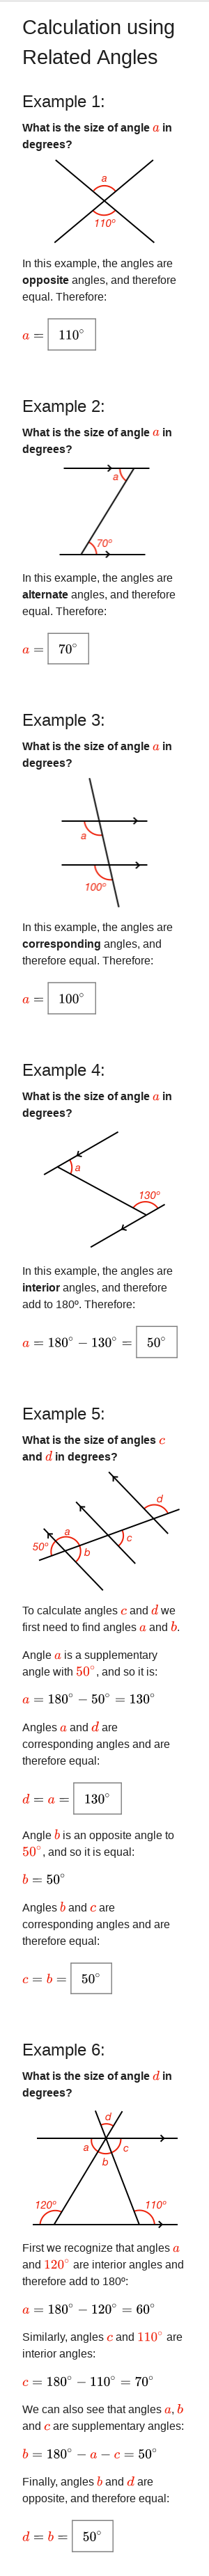 Calculation using
Related Angles
Example 1:
What is the size of angle a in
degrees?
a
110º
In this example, the angles are
opposite angles, and therefore
equal. Therefore:
a = 110°
Example 2:
What is the size of angle a in
degrees?
a
70º
In this example, the angles are
alternate angles, and therefore
equal. Therefore:
a = 70°
Example 3:
What is the size of angle a in
degrees?
a
100º
In this example, the angles are
corresponding angles, and
therefore equal. Therefore:
a = 100°
Example 4:
What is the size of angle a in
degrees?
a
130º
In this example, the angles are
interior angles, and therefore
add to 180º. Therefore:
a = 180° − 130° = 50°
Example 5:
What is the size of angles c
and d in degrees?
d
a
50º
c
b
To calculate angles c and d we
first need to find angles a and b.
Angle a is a supplementary
angle with 50°, and so it is:
a = 180° − 50° = 130°
Angles a and d are
corresponding angles and are
therefore equal:
d = a = 130°
Angle b is an opposite angle to
50°, and so it is equal:
b = 50°
Angles b and c are
corresponding angles and are
therefore equal:
c = b = 50°
Example 6:
What is the size of angle d in
degrees?
d
a
c
b
120º
110º
First we recognize that angles a
and 120° are interior angles and
therefore add to 180º:
a = 180° − 120° = 60°
Similarly, angles c and 110° are
interior angles:
c = 180° − 110° = 70°
We can also see that angles a, b
and c are supplementary angles:
b = 180° − a − c = 50°
Finally, angles b and d are
opposite, and therefore equal:
d = b = 50°